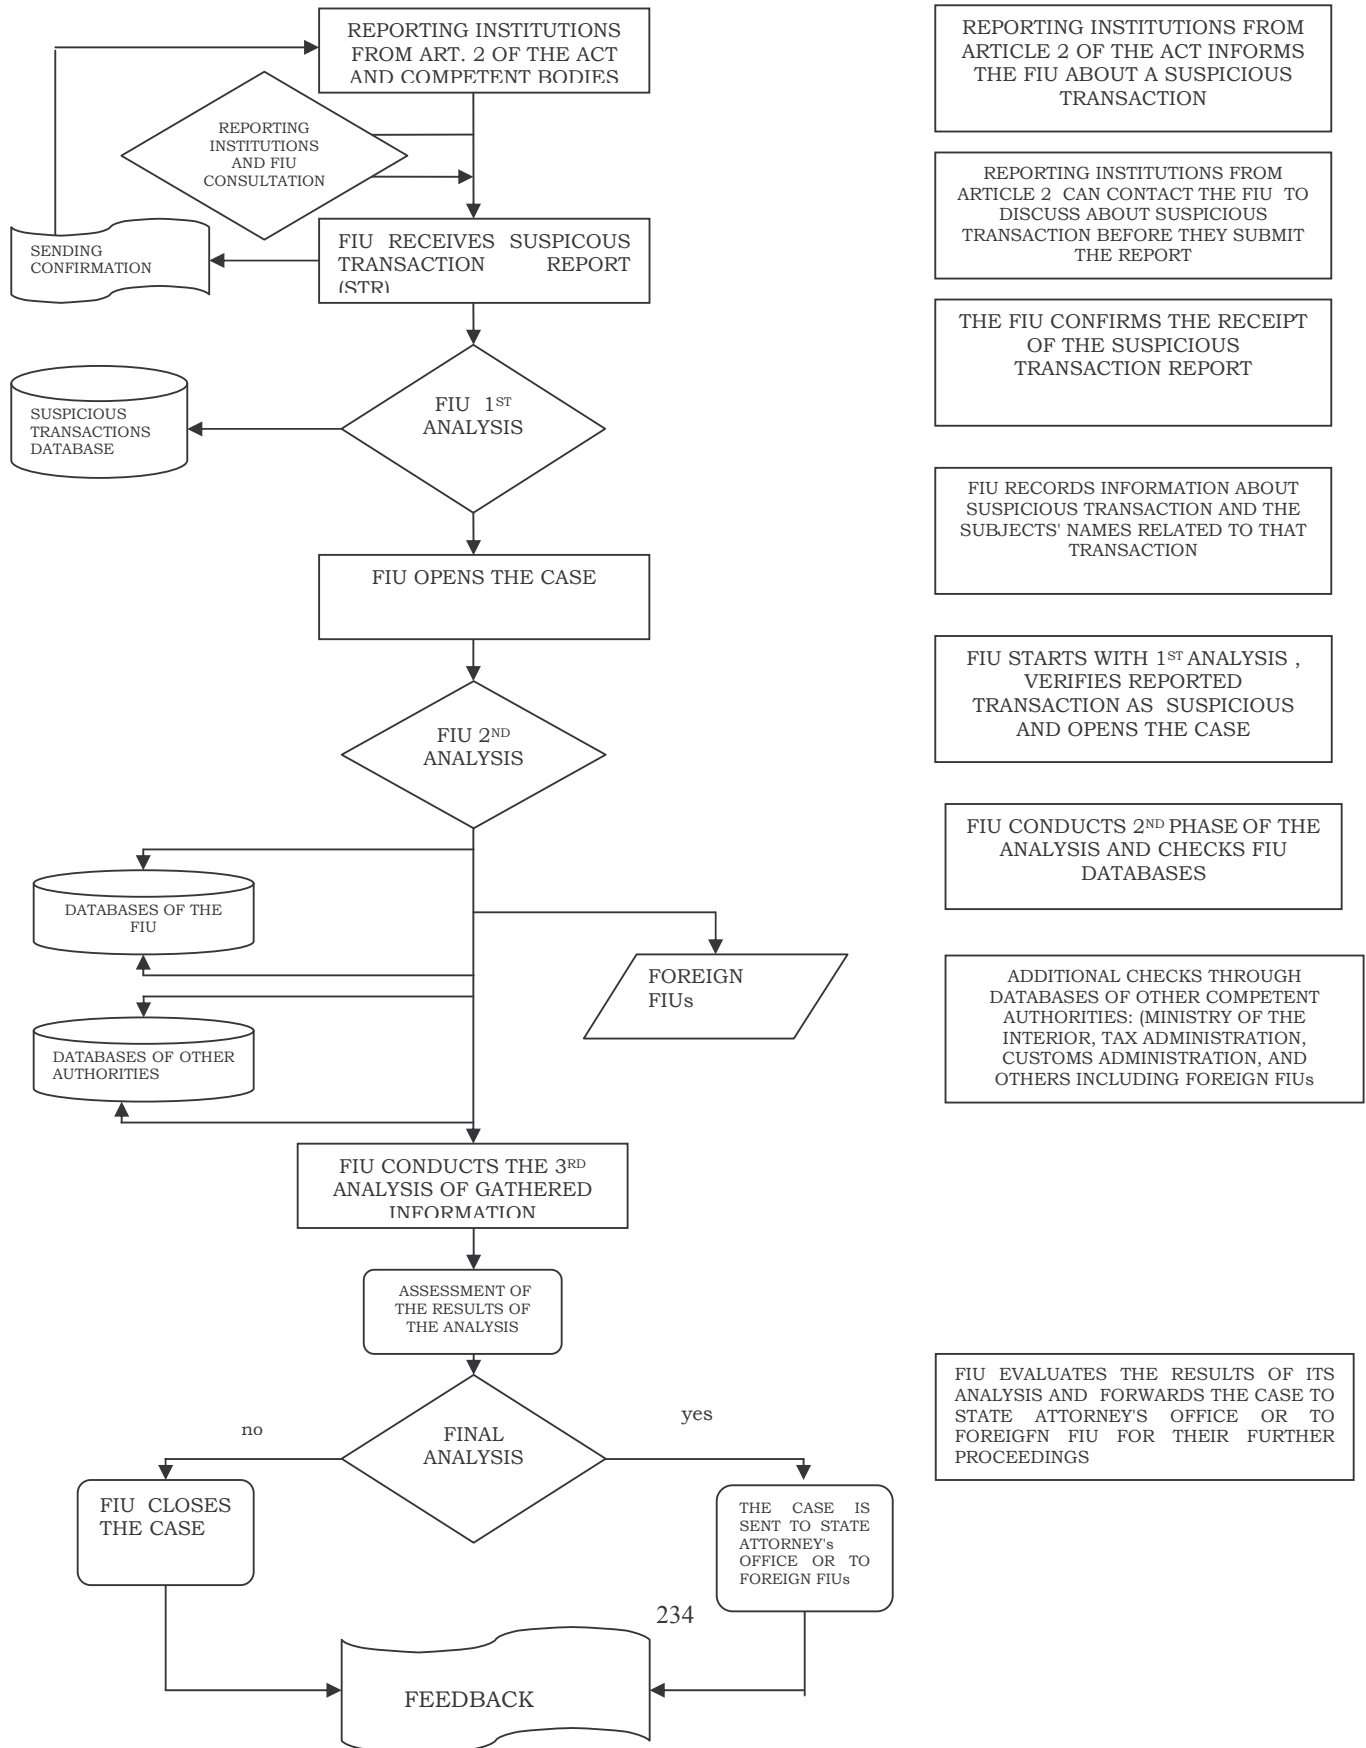 REPORTING INSTITUTIONS
FROM ART. 2 OF THE ACT
AND COMPETENT BODIES
REPORTING
INSTITUTIONS
AND FIU
CONSULTATION
SENDING
CONFIRMATION
FIU RECEIVES SUSPICOUS
TRANSACTION REPORT
(STR)
SUSPICIOUS
TRANSACTIONS
DATABASE
FIU 1ST
ANALYSIS
FIU OPENS THE CASE
FIU 2ND
ANALYSIS
DATABASES OF THE
FIU
FOREIGN
FIUs
DATABASES OF OTHER
AUTHORITIES
FIU CONDUCTS THE 3RD
ANALYSIS OF GATHERED
INFORMATION
ASSESSMENT OF
THE RESULTS OF
THE ANALYSIS
no
FINAL
ANALYSIS
yes
FIU CLOSES
THE CASE
THE CASE IS
SENT TO STATE
ATTORNEY's
OFFICE OR TO
FOREIGN FIUs
234
FEEDBACK
REPORTING INSTITUTIONS FROM
ARTICLE 2 OF THE ACT INFORMS
THE FIU ABOUT A SUSPICIOUS
TRANSACTION
REPORTING INSTITUTIONS FROM
ARTICLE 2 CAN CONTACT THE FIU TO
DISCUSS ABOUT SUSPICIOUS
TRANSACTION BEFORE THEY SUBMIT
THE REPORT
THE FIU CONFIRMS THE RECEIPT
OF THE SUSPICIOUS
TRANSACTION REPORT
FIU RECORDS INFORMATION ABOUT
SUSPICIOUS TRANSACTION AND THE
SUBJECTS' NAMES RELATED TO THAT
TRANSACTION
FIU STARTS WITH 1ST ANALYSIS ,
VERIFIES REPORTED
TRANSACTION AS SUSPICIOUS
AND OPENS THE CASE
FIU CONDUCTS 2ND PHASE OF THE
ANALYSIS AND CHECKS FIU
DATABASES
ADDITIONAL CHECKS THROUGH
DATABASES OF OTHER COMPETENT
AUTHORITIES: (MINISTRY OF THE
INTERIOR, TAX ADMINISTRATION,
CUSTOMS ADMINISTRATION, AND
OTHERS INCLUDING FOREIGN FIUs
FIU EVALUATES THE RESULTS OF ITS
ANALYSIS AND FORWARDS THE CASE TO
STATE ATTORNEY'S OFFICE OR TO
FOREIGFN FIU FOR THEIR FURTHER
PROCEEDINGS